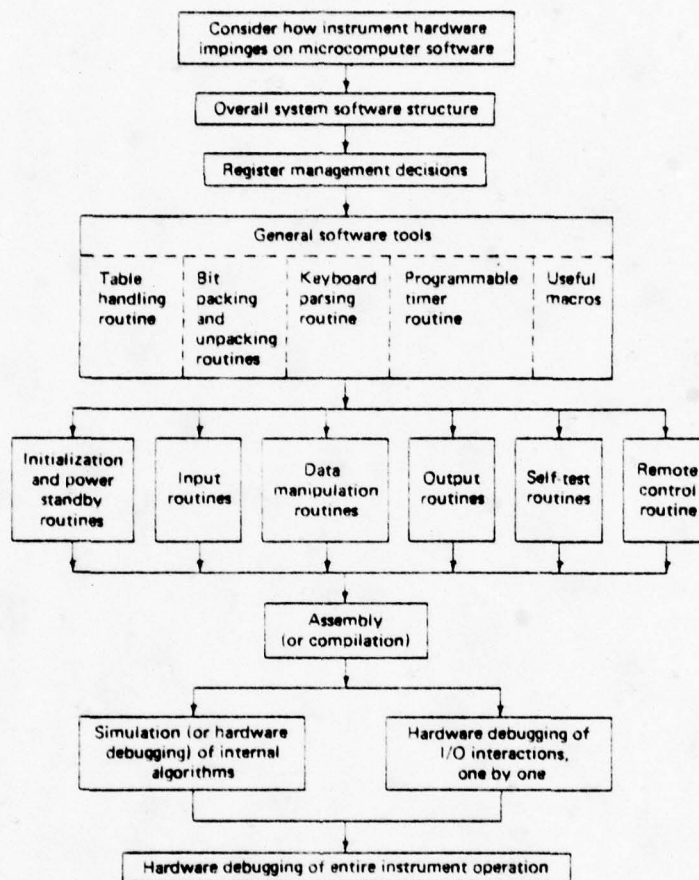 Consider how instrument hardware
impinges on microcomputer software
Overall system software structure
Register management decisions
General software tools
Table
handling
routine
Bit
packing
and
unpacking
routines
Keyboard
parsing
routine
Programmable
timer
routine
Useful
macros
Initialization
and power
standby
routines
Input
routines
Data
manipulation
routines
Output
routines
Self-test
routines
Remote
control
routine
Assembly
(or compilation)
Simulation (or hardware
debugging) of internal
algorithms
Hardware debugging of
I/O interactions,
one by one
Hardware debugging of entire instrument operation